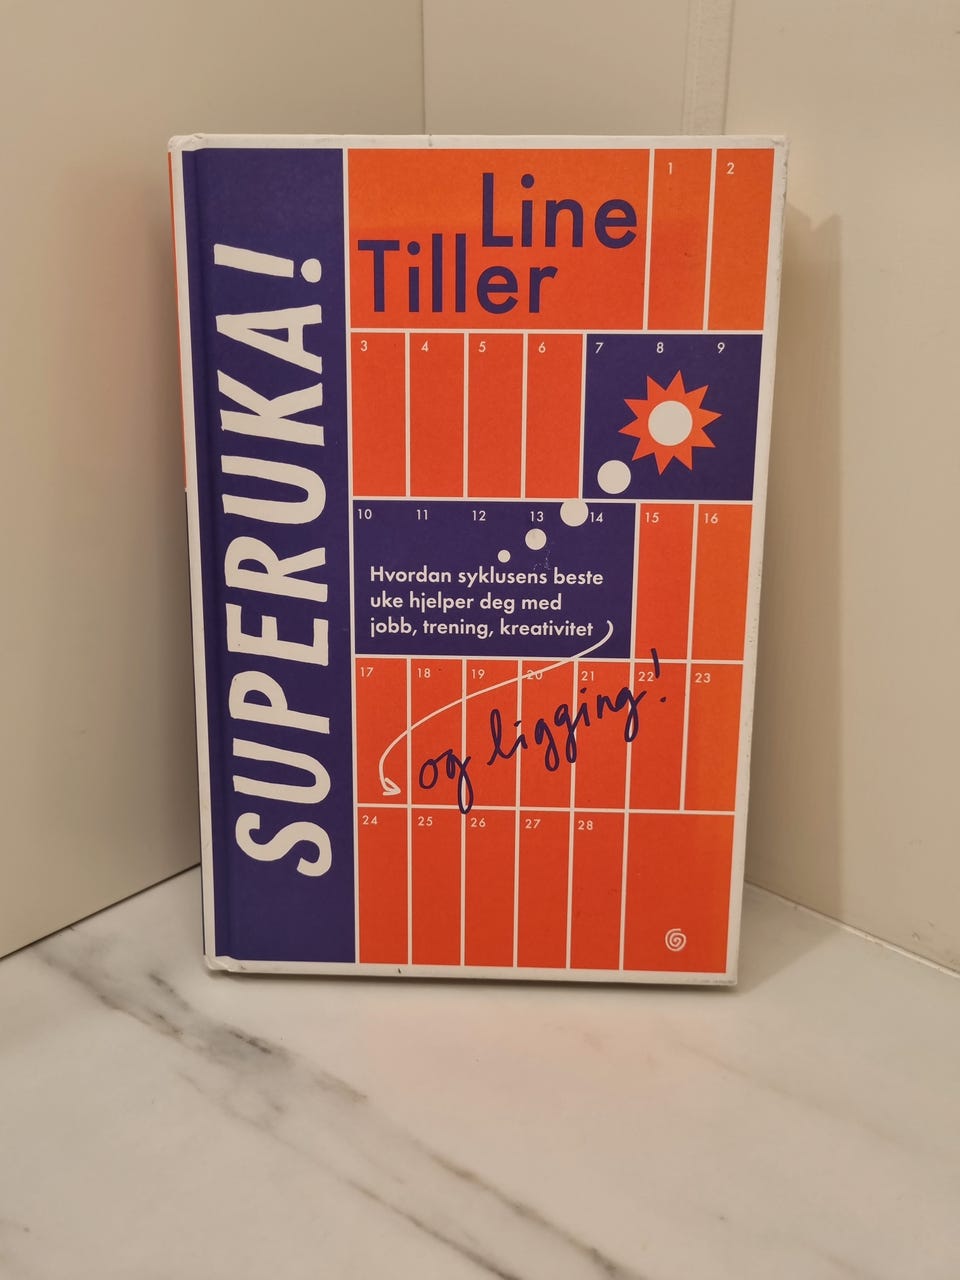 SUPERUKA!
Line
Tiller
1 2
3 4 5 6 7 8 9
10 11 12 13 14 15 16
Hvordan syklusens beste
uke hjelper deg med
jobb, trening, kreativitet
17 18 19 20 21 22 23
og ligging!
24 25 26 27 28